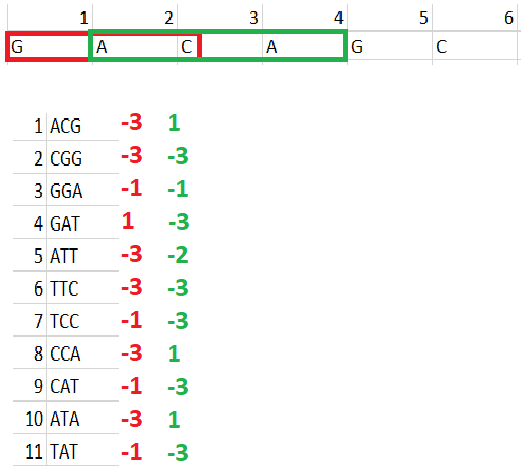 1 2 3 4 5 6
G A C A G C
1 ACG -3 1
2 CGG -3 -3
3 GGA -1 -1
4 GAT 1 -3
5 ATT -3 -2
6 TTC -3 -3
7 TCC -1 -3
8 CCA -3 1
9 CAT -1 -3
10 ATA -3 1
11 TAT -1 -3